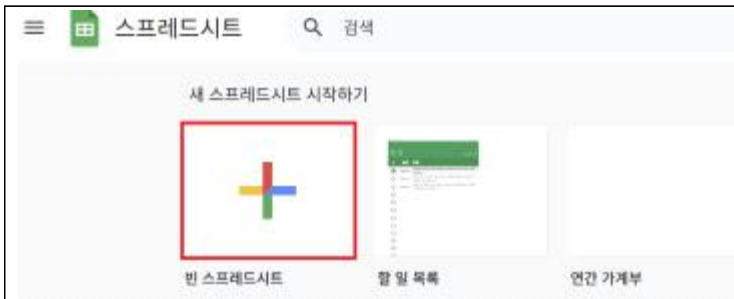 스프레드시트 검색
새 스프레드시트 시작하기
빈 스프레드시트 할 일 목록 연간 가계부